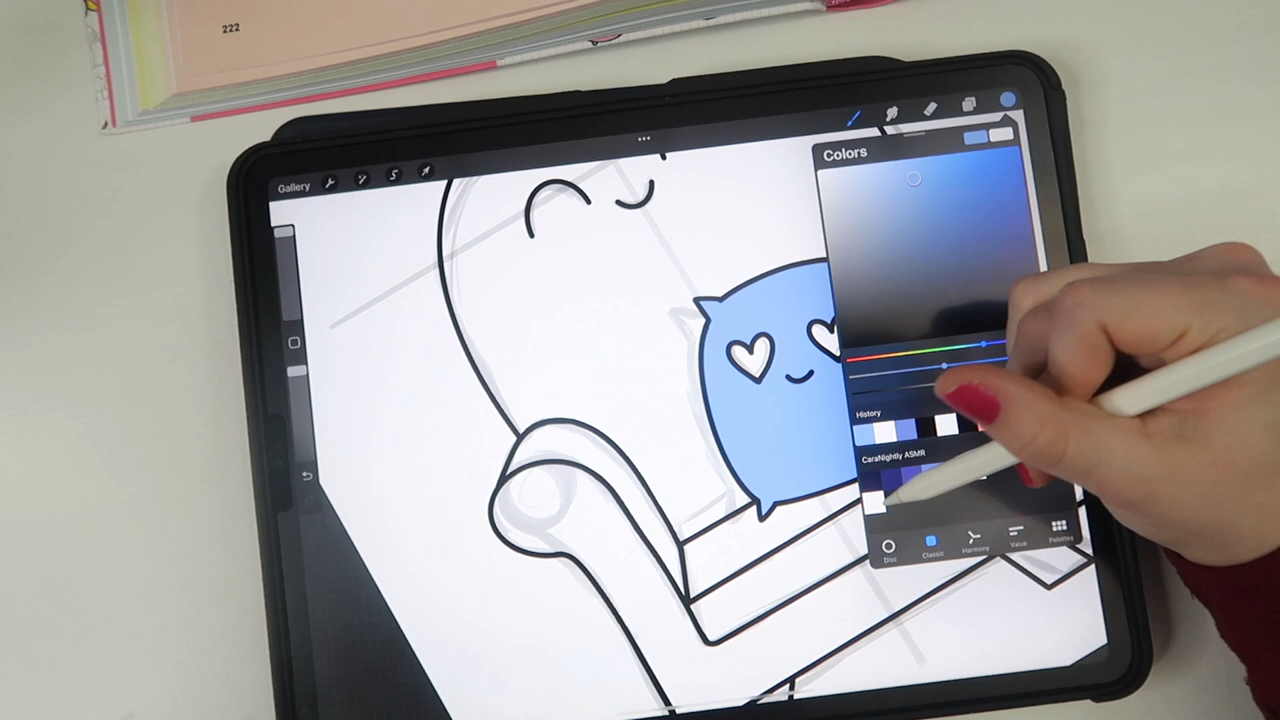 222
Gallery
Colors
History
CaraNightly ASMR
Disc
Classic
Harmony
Value
Palettes